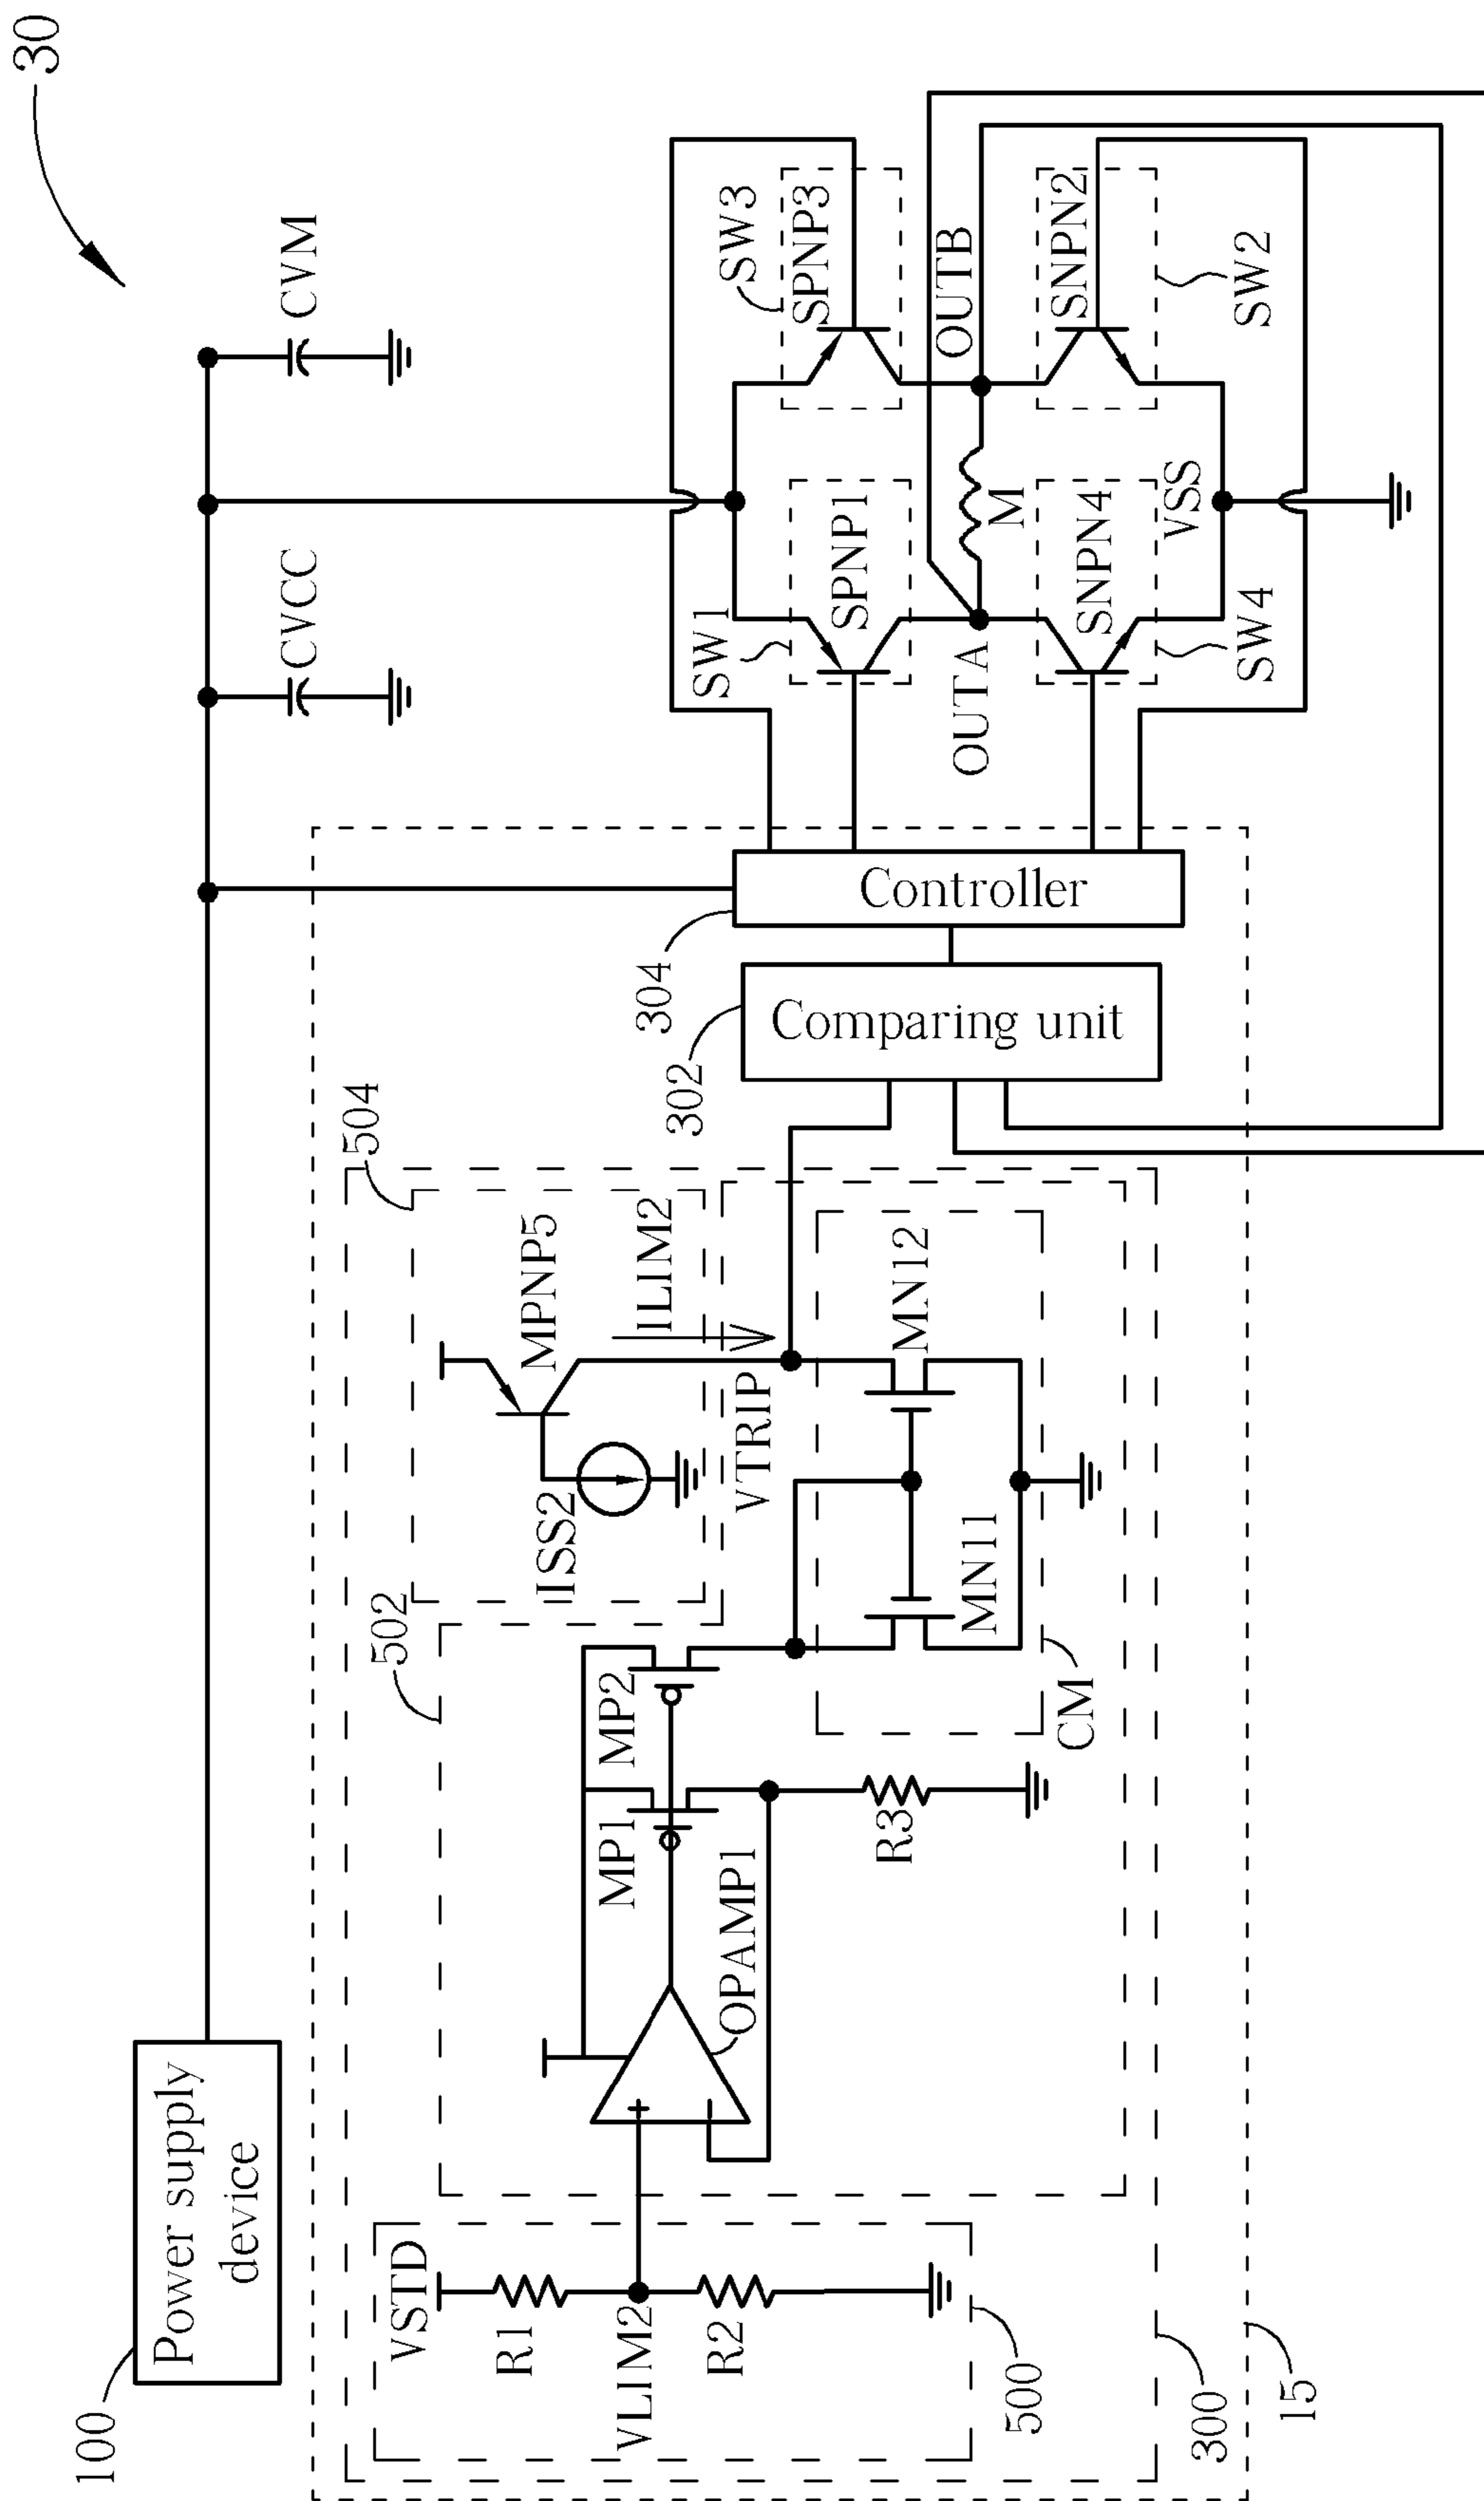 30
100
Power supply
device
CVCC
CVM
SW3
SPNP3
SW1
SPNP1
OUTB
OUTA
M
SNPN2
SW2
SNPN4
VSS
SW4
Controller
304
Comparing unit
302
504
MPNP5
ILIM2
ISS2
VTRIP
MN12
MN11
CM
502
MP2
MP1
OPAMP1
R3
+
−
VSTD
R1
VLIM2
R2
500
300
15